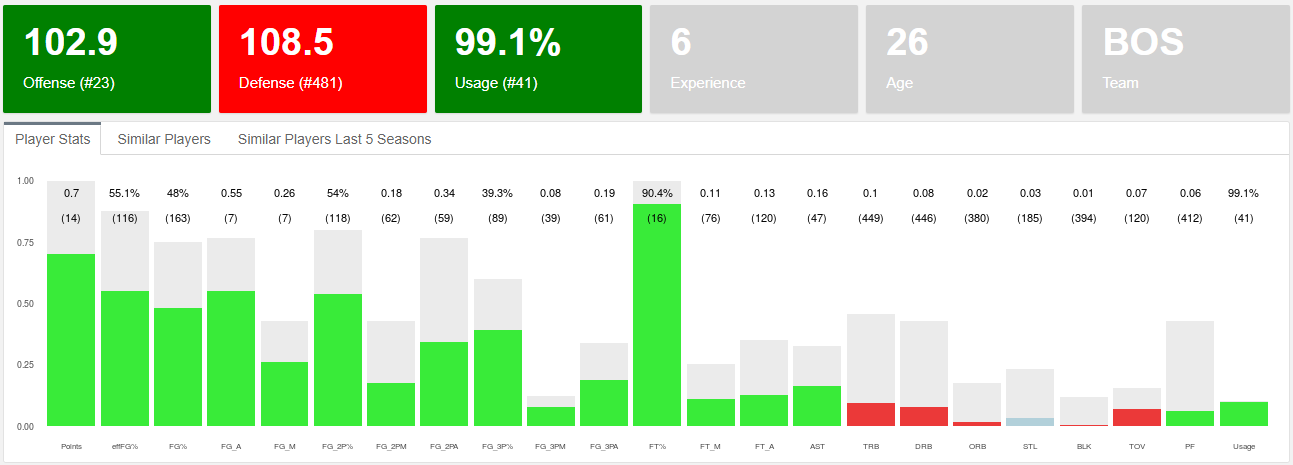 102.9 108.5 99.1% 6 26 BOS
Offense (#23) Defense (#481) Usage (#41) Experience Age Team
Player Stats Similar Players Similar Players Last 5 Seasons
1.00
0.7 55.1% 48% 0.55 0.26 54% 0.18 0.34 39.3% 0.08 0.19 90.4% 0.11 0.13 0.16 0.1 0.08 0.02 0.03 0.01 0.07 0.06 99.1%
(14) (116) (163) (7) (7) (118) (62) (59) (89) (39) (61) (16) (76) (120) (47) (449) (446) (380) (185) (394) (120) (412) (41)
0.75
0.50
0.25
0.00
Points effFG% FG% FG_A FG_M FG_2P% FG_2PM FG_2PA FG_3P% FG_3PM FG_3PA FT% FT_M FT_A AST TRB DRB ORB STL BLK TOV PF Usage